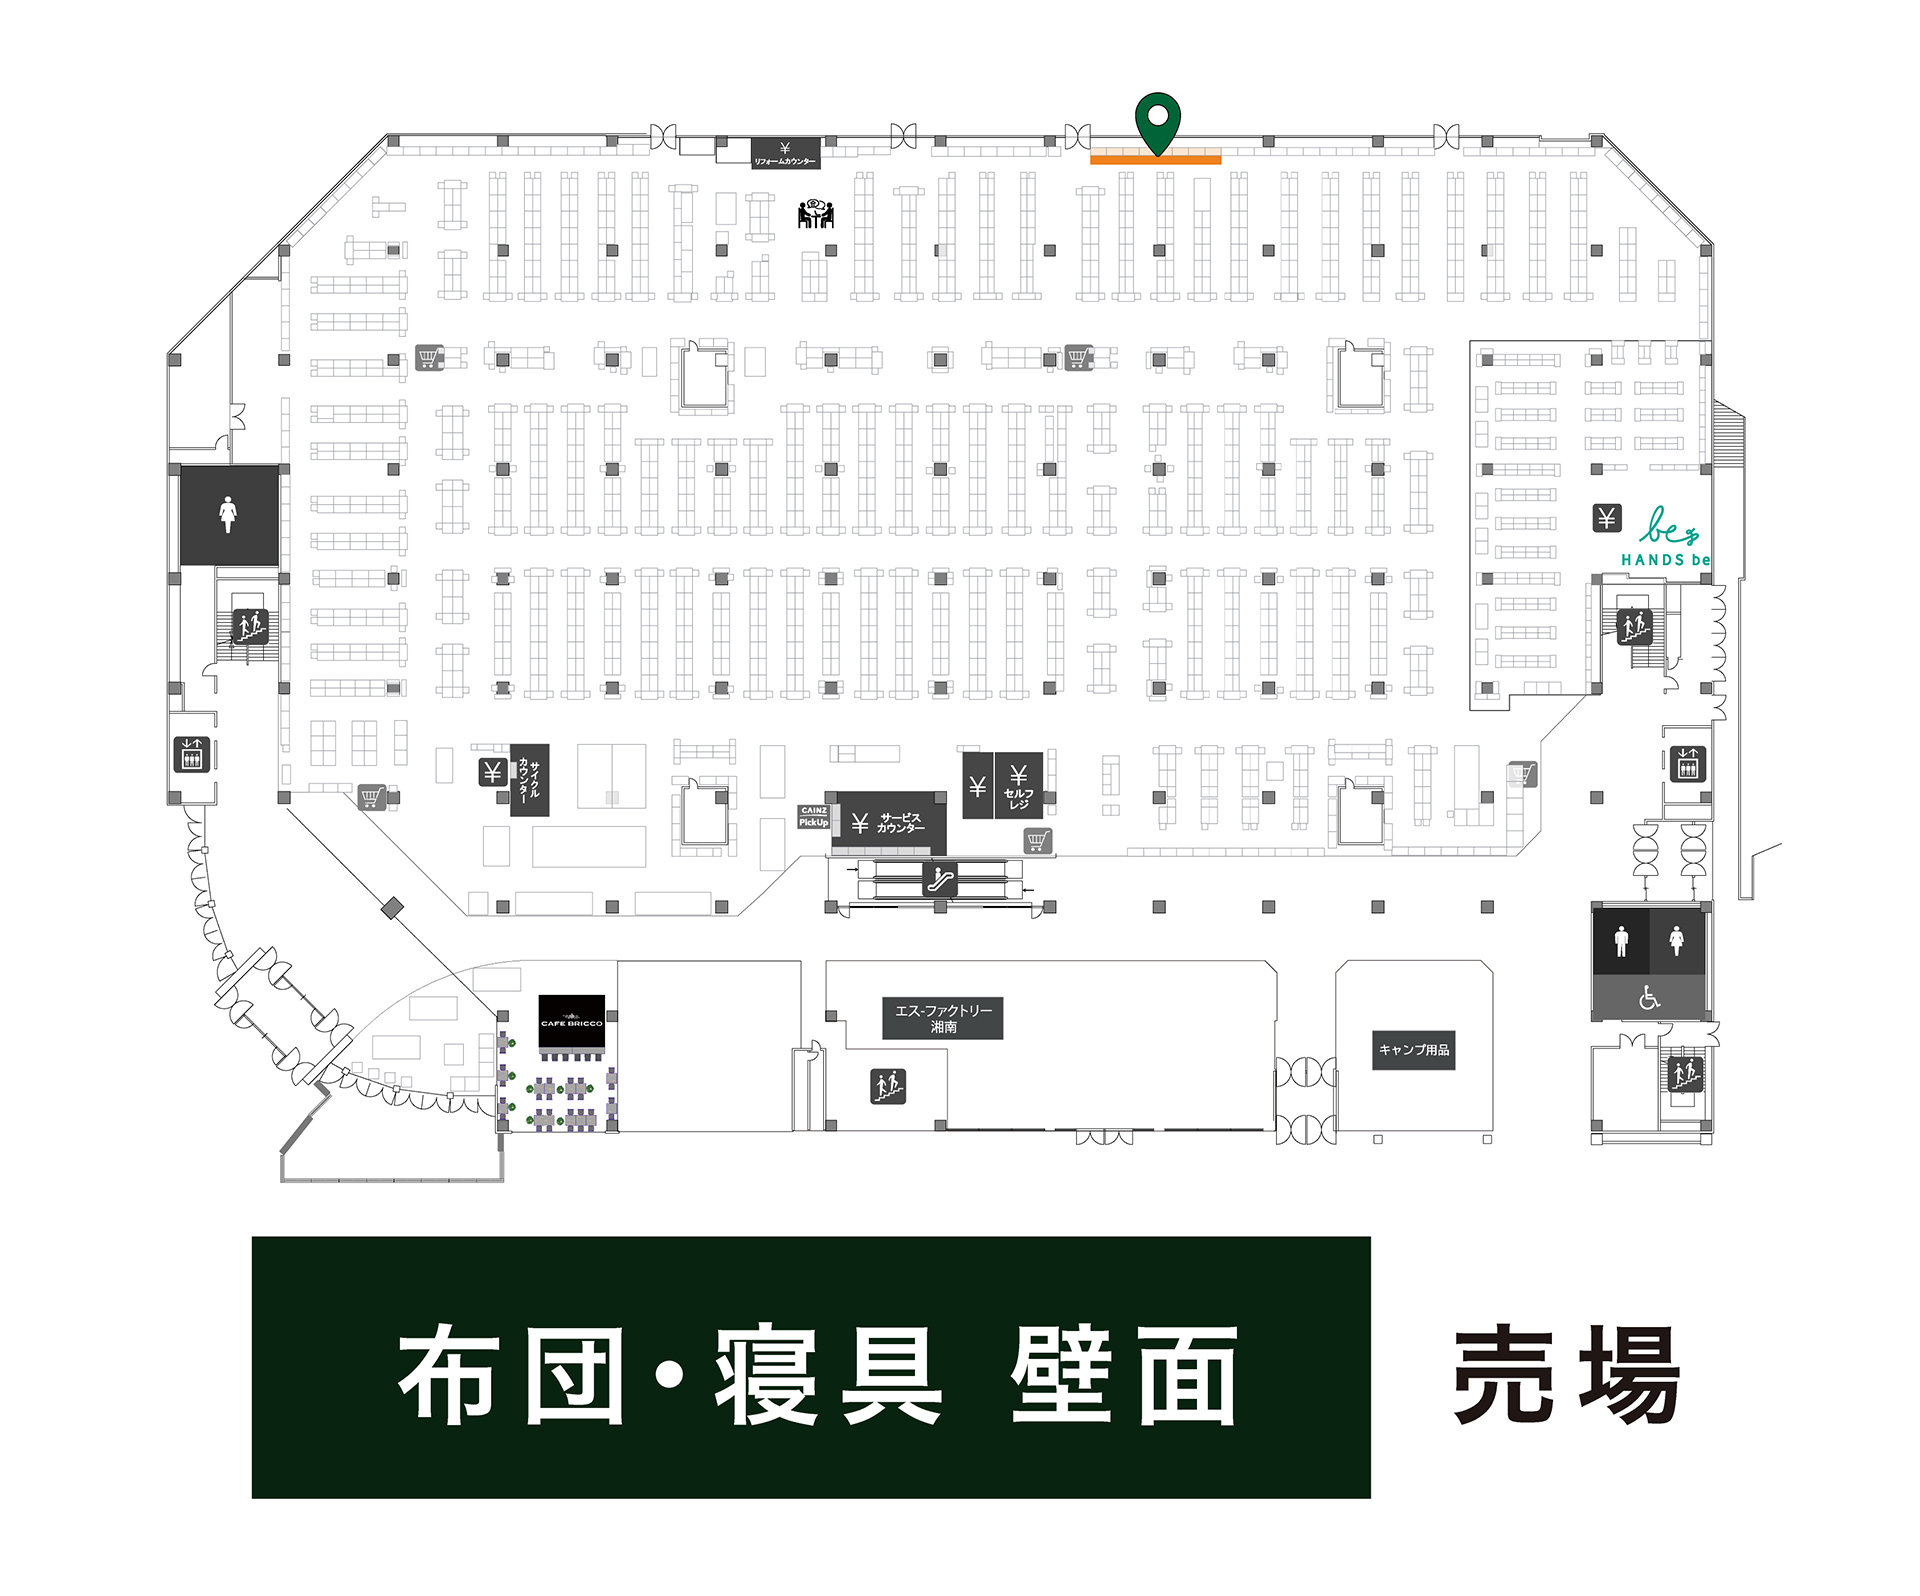 ¥
リフォームカウンター
¥
be
HANDS be
¥
サイクル
カウンター
CAINZ
PickUp
¥
サービス
カウンター
¥
¥
セルフ
レジ
CAFE BRICCO
エス-ファクトリー
湘南
キャンプ用品
布団・寝具 壁面 売場